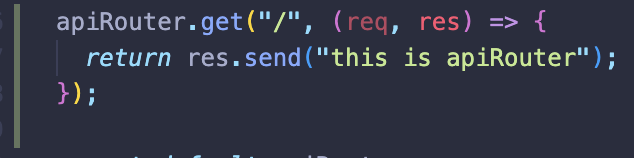 apiRouter.get("/", (req, res) => {
  return res.send("this is apiRouter");
});